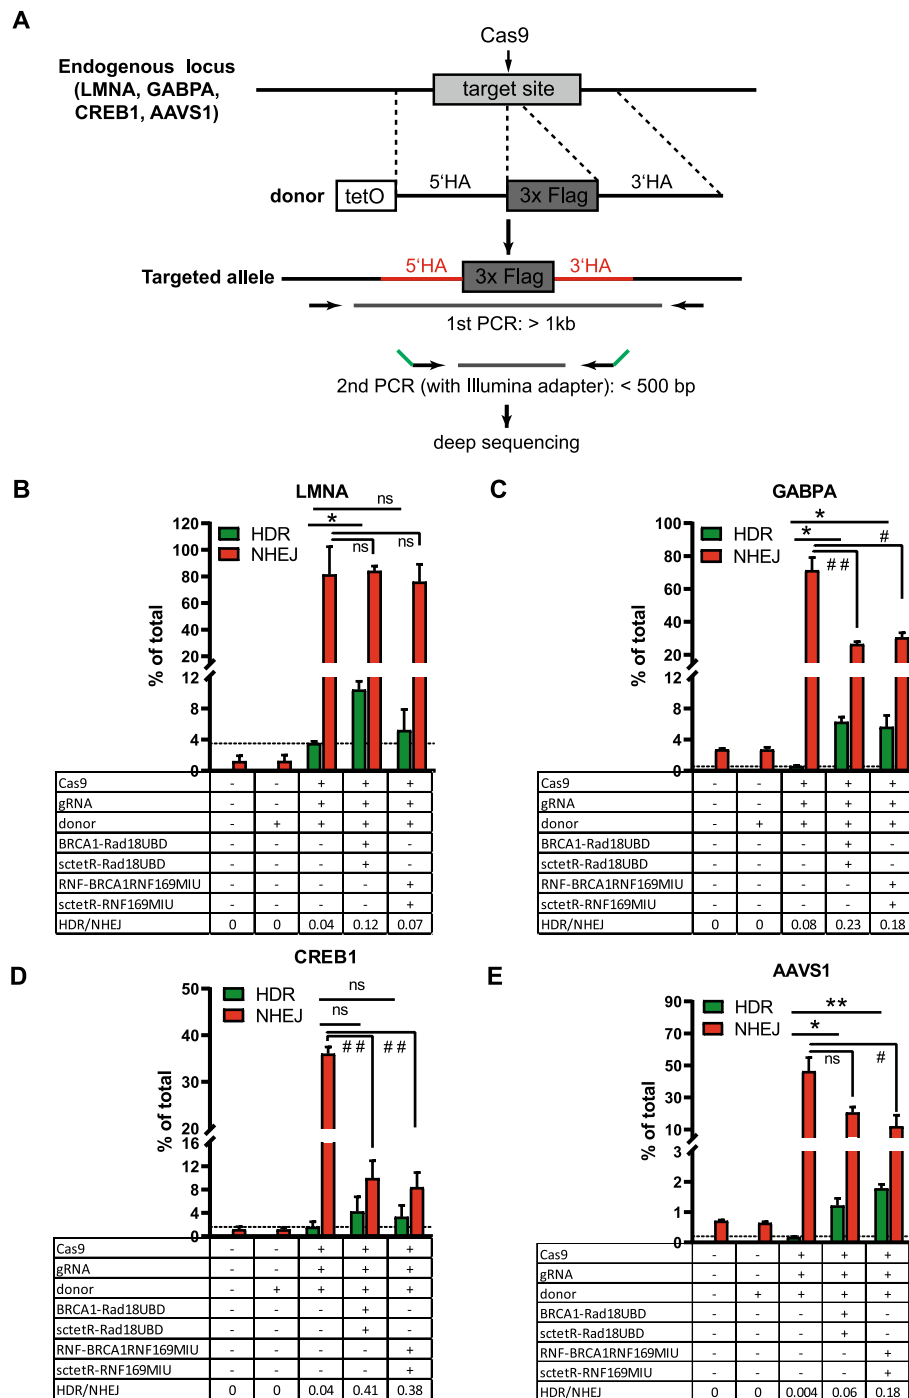 A
Cas9
Endogenous locus
(LMNA, GABPA,
CREB1, AAVS1)
target site
5'HA
3'HA
donor
tetO
3x Flag
Targeted allele
5'HA
3x Flag
3'HA
1st PCR: > 1kb
2nd PCR (with Illumina adapter): < 500 bp
deep sequencing
B
LMNA
HDR
NHEJ
ns
*
ns
ns
% of total
120
100
80
60
40
20
12
8
4
0
Cas9 - - + + +
gRNA - - + + +
donor - + + + +
BRCA1-Rad18UBD - - - + -
sctetR-Rad18UBD - - - + -
RNF-BRCA1RNF169MIU - - - - +
sctetR-RNF169MIU - - - - +
HDR/NHEJ 0 0 0.04 0.12 0.07
C
GABPA
HDR
NHEJ
*
*
#
# #
% of total
100
80
60
40
20
12
8
4
0
Cas9 - - + + +
gRNA - - + + +
donor - + + + +
BRCA1-Rad18UBD - - - + -
sctetR-Rad18UBD - - - + -
RNF-BRCA1RNF169MIU - - - - +
sctetR-RNF169MIU - - - - +
HDR/NHEJ 0 0 0.08 0.23 0.18
D
CREB1
HDR
NHEJ
ns
ns
# #
# #
% of total
50
40
30
20
16
12
8
4
0
Cas9 - - + + +
gRNA - - + + +
donor - + + + +
BRCA1-Rad18UBD - - - + -
sctetR-Rad18UBD - - - + -
RNF-BRCA1RNF169MIU - - - - +
sctetR-RNF169MIU - - - - +
HDR/NHEJ 0 0 0.04 0.41 0.38
E
AAVS1
HDR
NHEJ
**
*
ns
#
% of total
90
70
50
30
10
3
2
1
0
Cas9 - - + + +
gRNA - - + + +
donor - + + + +
BRCA1-Rad18UBD - - - + -
sctetR-Rad18UBD - - - + -
RNF-BRCA1RNF169MIU - - - - +
sctetR-RNF169MIU - - - - +
HDR/NHEJ 0 0 0.004 0.06 0.18